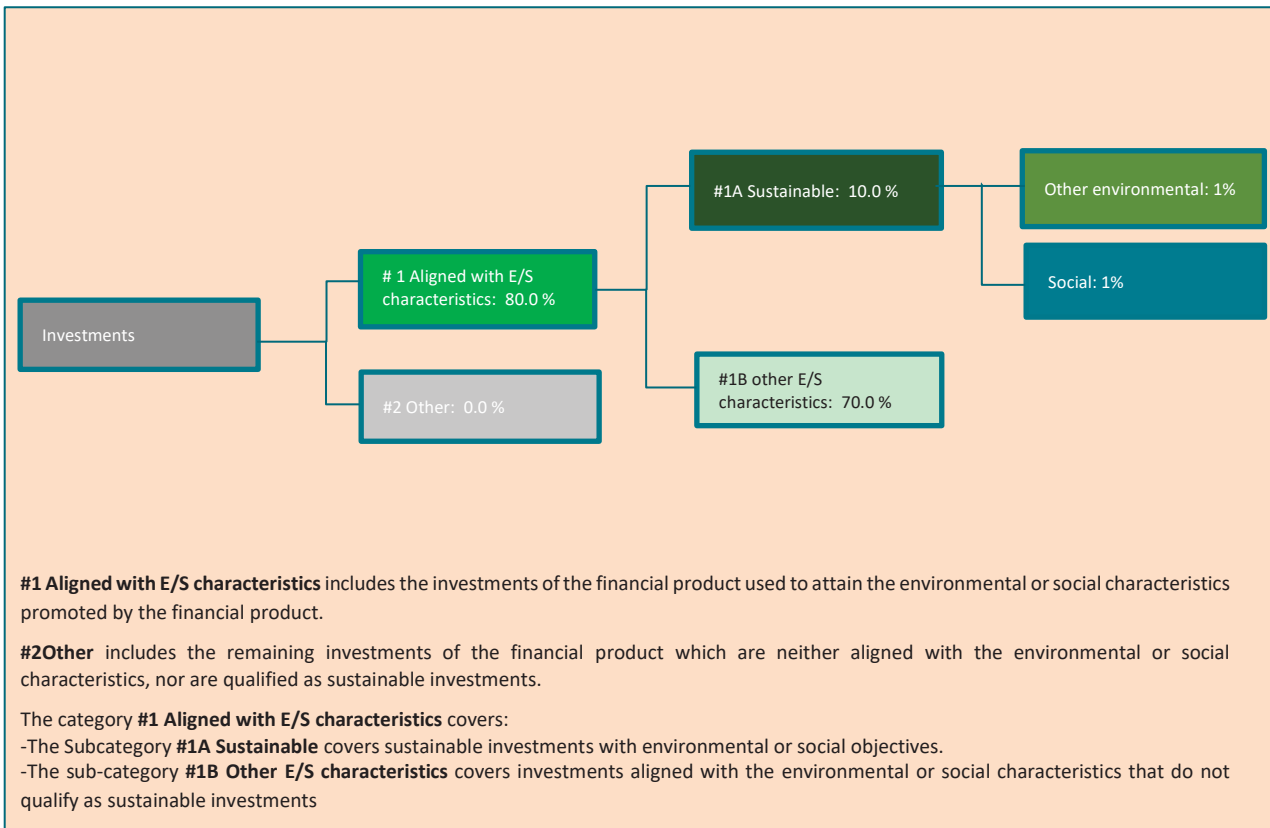 #1A Sustainable: 10.0 %
Other environmental: 1%
# 1 Aligned with E/S
characteristics: 80.0 %
Social: 1%
Investments
#1B other E/S
characteristics: 70.0 %
#2 Other: 0.0 %
#1 Aligned with E/S characteristics includes the investments of the financial product used to attain the environmental or social characteristics
promoted by the financial product.
#2Other includes the remaining investments of the financial product which are neither aligned with the environmental or social
characteristics, nor are qualified as sustainable investments.
The category #1 Aligned with E/S characteristics covers:
-The Subcategory #1A Sustainable covers sustainable investments with environmental or social objectives.
-The sub-category #1B Other E/S characteristics covers investments aligned with the environmental or social characteristics that do not
qualify as sustainable investments